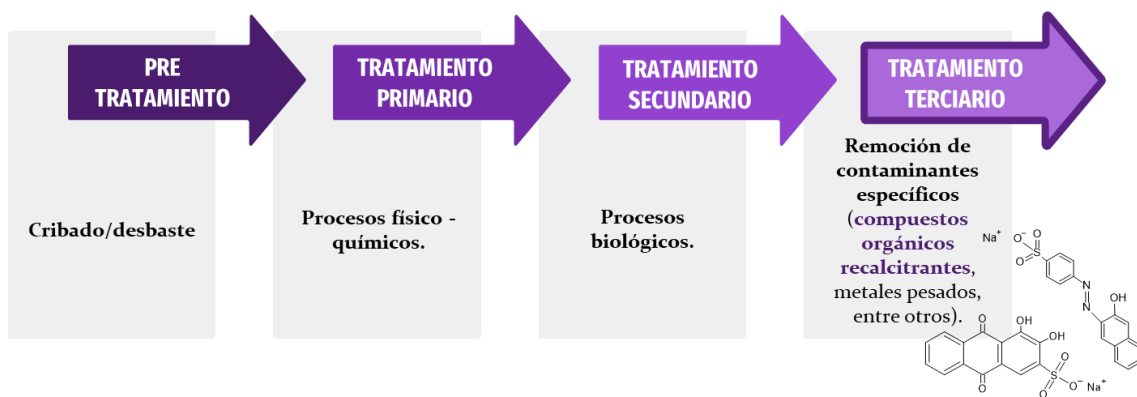 PRE
TRATAMIENTO
TRATAMIENTO
PRIMARIO
TRATAMIENTO
SECUNDARIO
TRATAMIENTO
TERCIARIO
Cribado/desbaste
Procesos físico -
químicos.
Procesos
biológicos.
Remoción de
contaminantes
específicos
(compuestos
orgánicos
recalcitrantes,
metales pesados,
entre otros).
Na⁺
O⁻
O
S
O
N
N
OH
O
OH
OH
O
O
S
O
O⁻
Na⁺